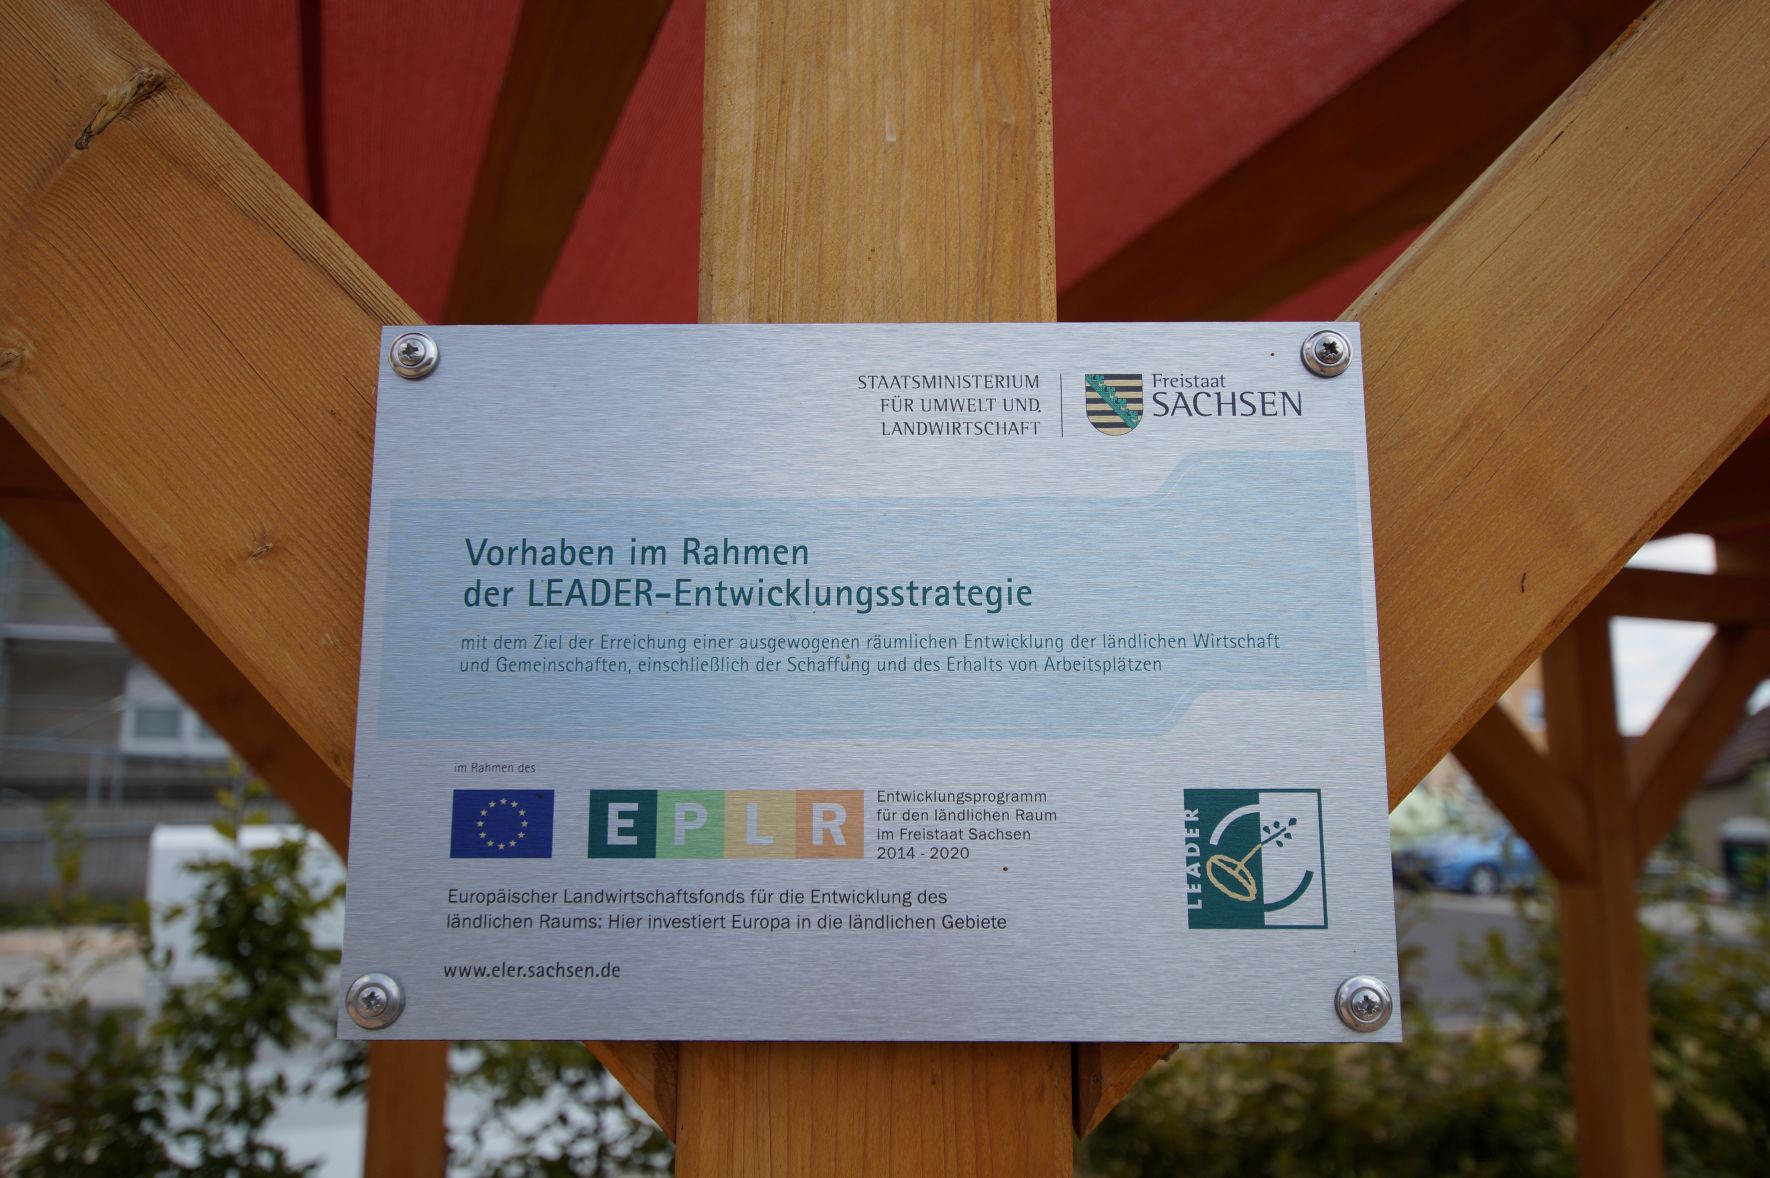 STAATSMINISTERIUM
FÜR UMWELT UND
LANDWIRTSCHAFT
Freistaat
SACHSEN
Vorhaben im Rahmen
der LEADER-Entwicklungsstrategie
mit dem Ziel der Erreichung einer ausgewogenen räumlichen Entwicklung der ländlichen Wirtschaft
und Gemeinschaften, einschließlich der Schaffung und des Erhalts von Arbeitsplätzen
im Rahmen des
EPLR
Entwicklungsprogramm
für den ländlichen Raum
im Freistaat Sachsen
2014 - 2020
LEADER
Europäischer Landwirtschaftsfonds für die Entwicklung des
ländlichen Raums: Hier investiert Europa in die ländlichen Gebiete
www.eler.sachsen.de